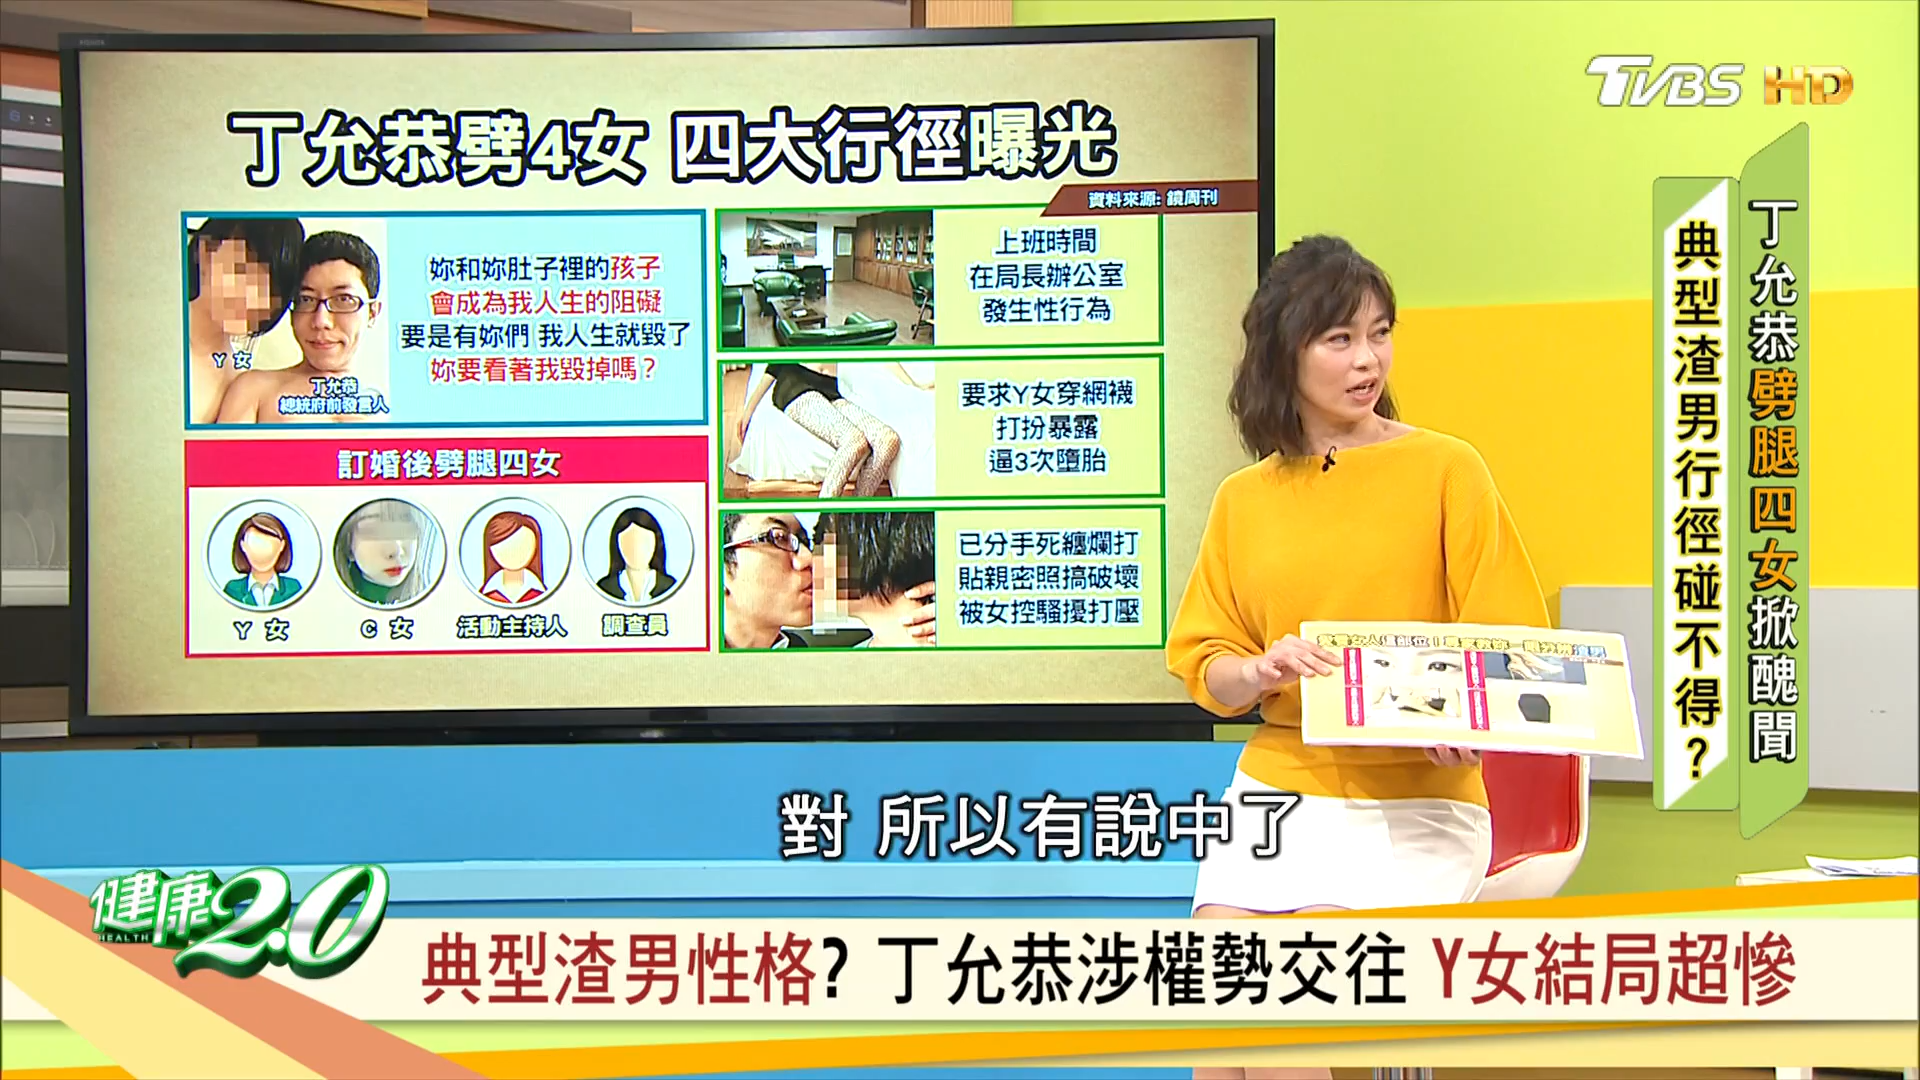 TVBS HD
丁允恭劈4女 四大行徑曝光
資料來源: 鏡周刊
妳和妳肚子裡的孩子
會成為我人生的阻礙
要是有妳們 我人生就毀了
妳要看著我毀掉嗎？
Y 女
丁允恭
總統府前發言人
訂婚後劈腿四女
Y 女
C 女
活動主持人
調查員
上班時間
在局長辦公室
發生性行為
要求Y女穿網襪
打扮暴露
逼3次墮胎
已分手死纏爛打
貼親密照搞破壞
被女控騷擾打壓
丁允恭劈腿四女掀醜聞
典型渣男行徑碰不得?
對 所以有說中了
健康2.0
HEALTH
典型渣男性格? 丁允恭涉權勢交往 Y女結局超慘